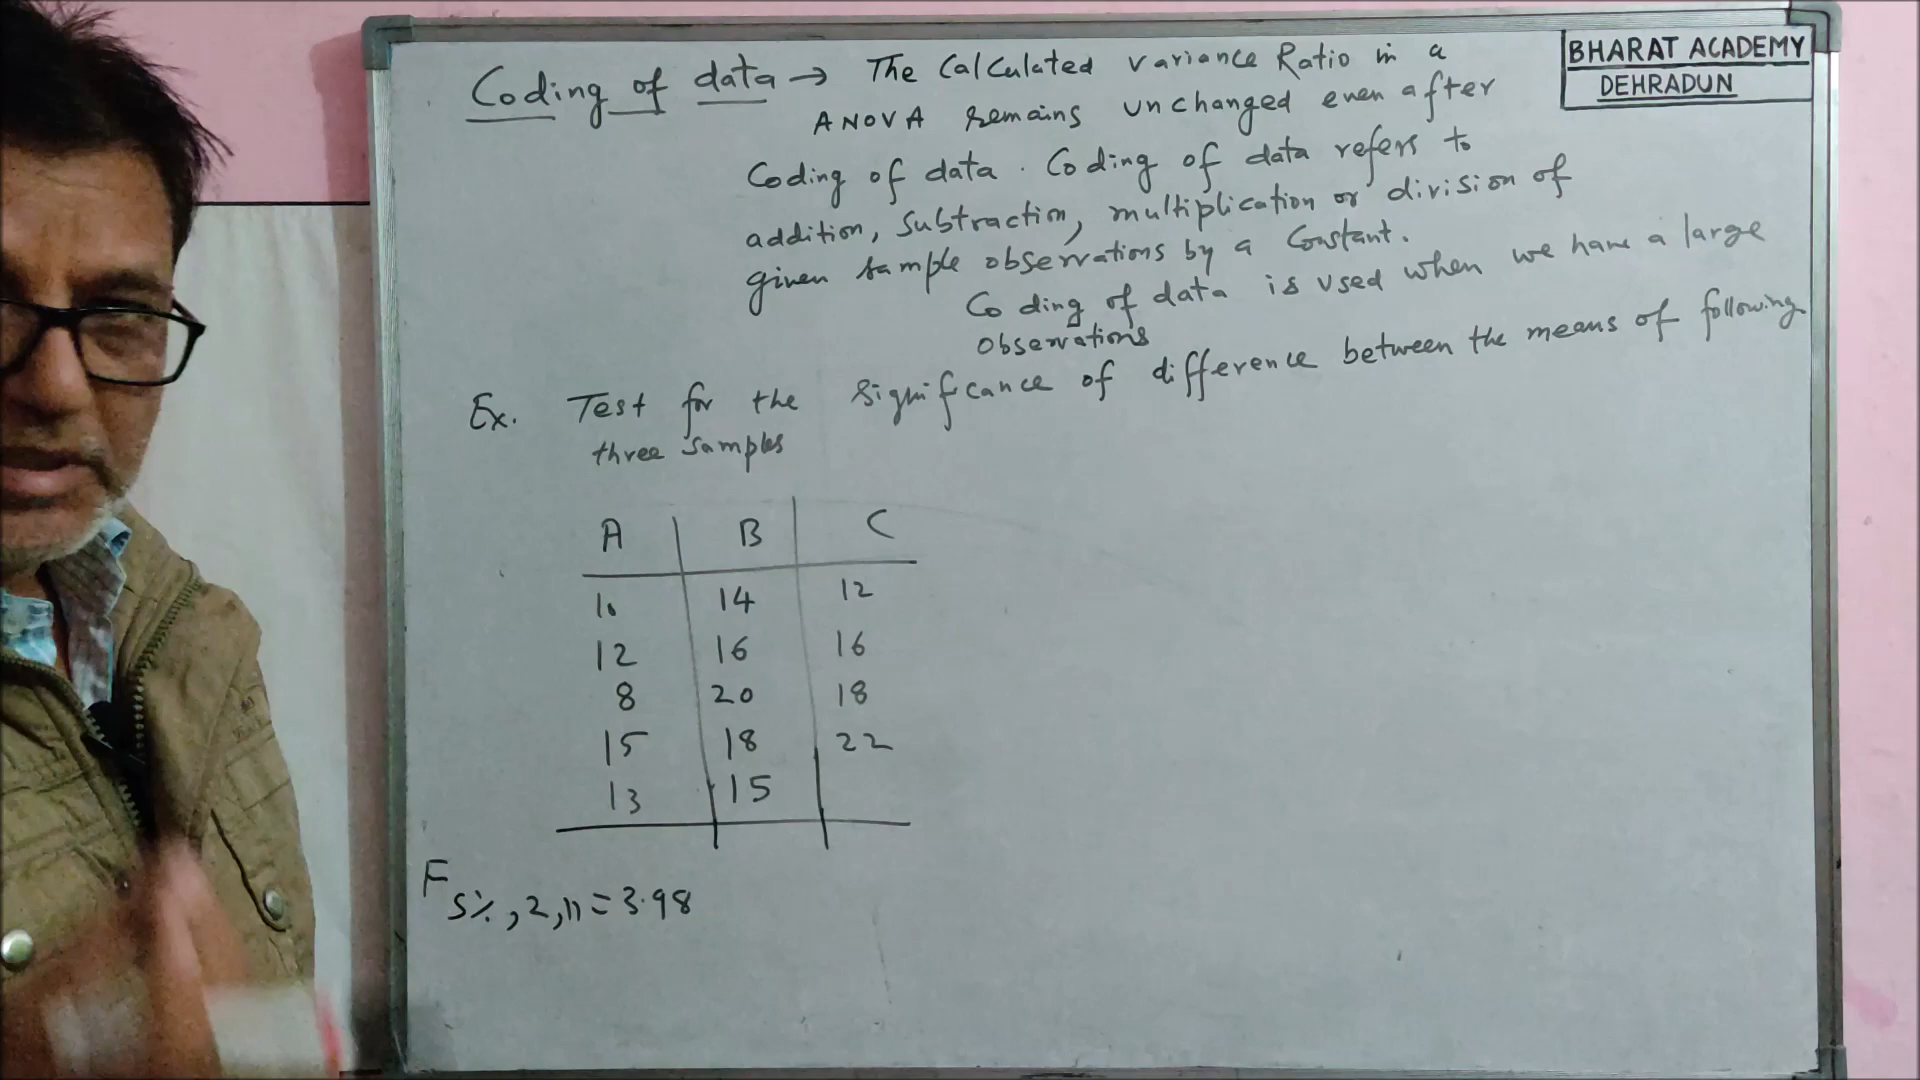 Coding of data → The Calculated variance Ratio in a
ANOVA remains unchanged even after
Coding of data. Coding of data refers to
addition, Subtraction, multiplication or division of
given sample observations by a Constant.
Coding of data is used when we have a large
observations
Ex. Test for the Significance of difference between the means of following
three samples
A B C
10 14 12
12 16 16
8 20 18
15 18 22
13 15
F 5%, 2, 11 = 3.98
BHARAT ACADEMY
DEHRADUN